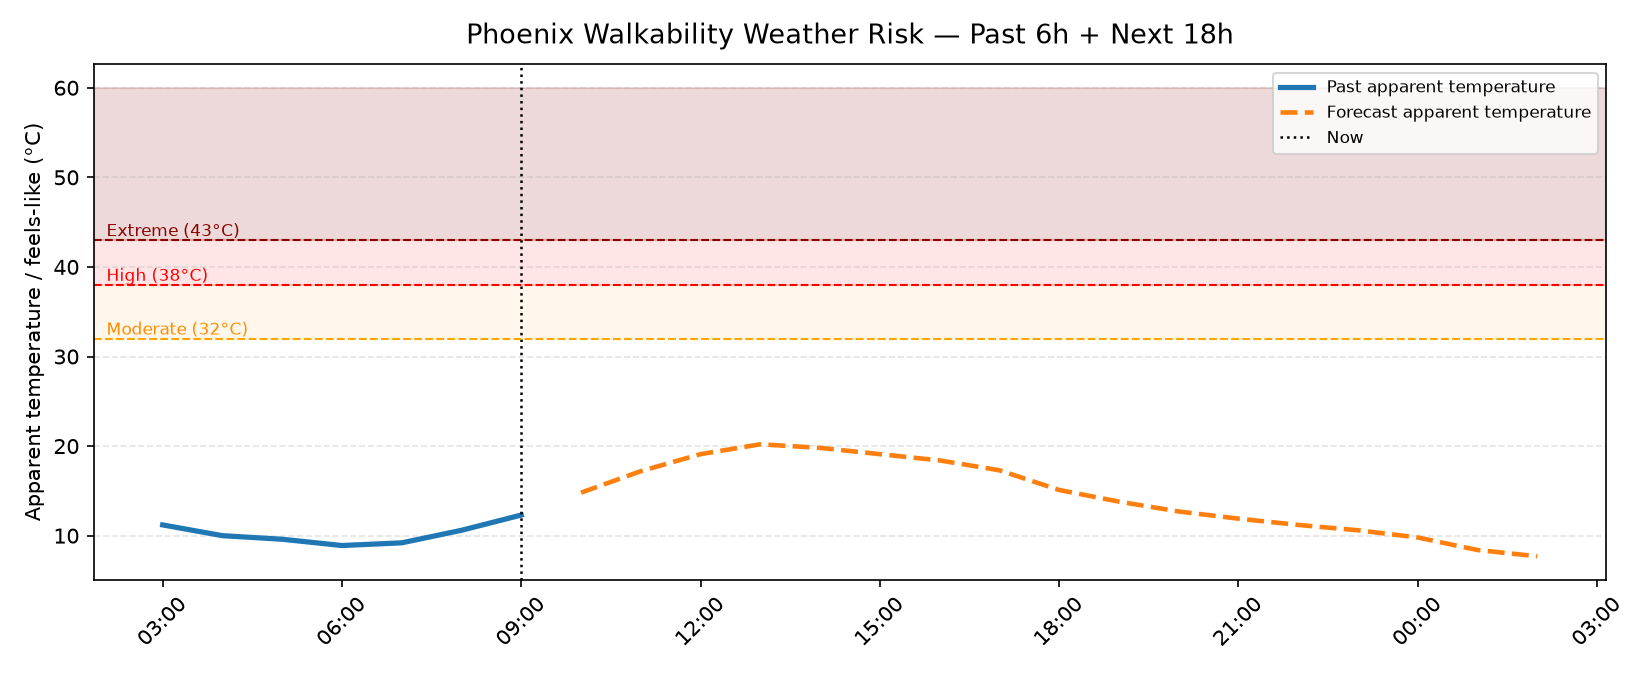 Phoenix Walkability Weather Risk — Past 6h + Next 18h
Apparent temperature / feels-like (°C)
60
50
40
30
20
10
Extreme (43°C)
High (38°C)
Moderate (32°C)
Past apparent temperature
Forecast apparent temperature
Now
03:00
06:00
09:00
12:00
15:00
18:00
21:00
00:00
03:00